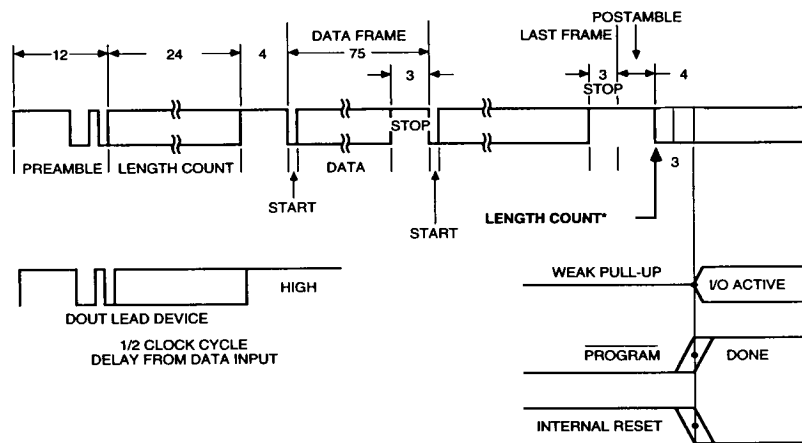 POSTAMBLE
DATA FRAME
LAST FRAME
12
24
4
75
3
3
4
STOP
STOP
PREAMBLE
LENGTH COUNT
DATA
3
START
START
LENGTH COUNT*
HIGH
DOUT LEAD DEVICE
1/2 CLOCK CYCLE
DELAY FROM DATA INPUT
WEAK PULL-UP
I/O ACTIVE
PROGRAM
DONE
INTERNAL RESET